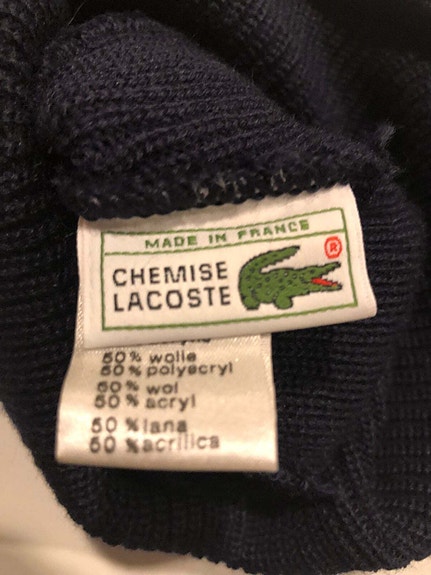 MADE IN FRANCE
®
CHEMISE
LACOSTE
50% wolle
50% polyacryl
50% wol
50% acryl
50% lana
50% acrilica